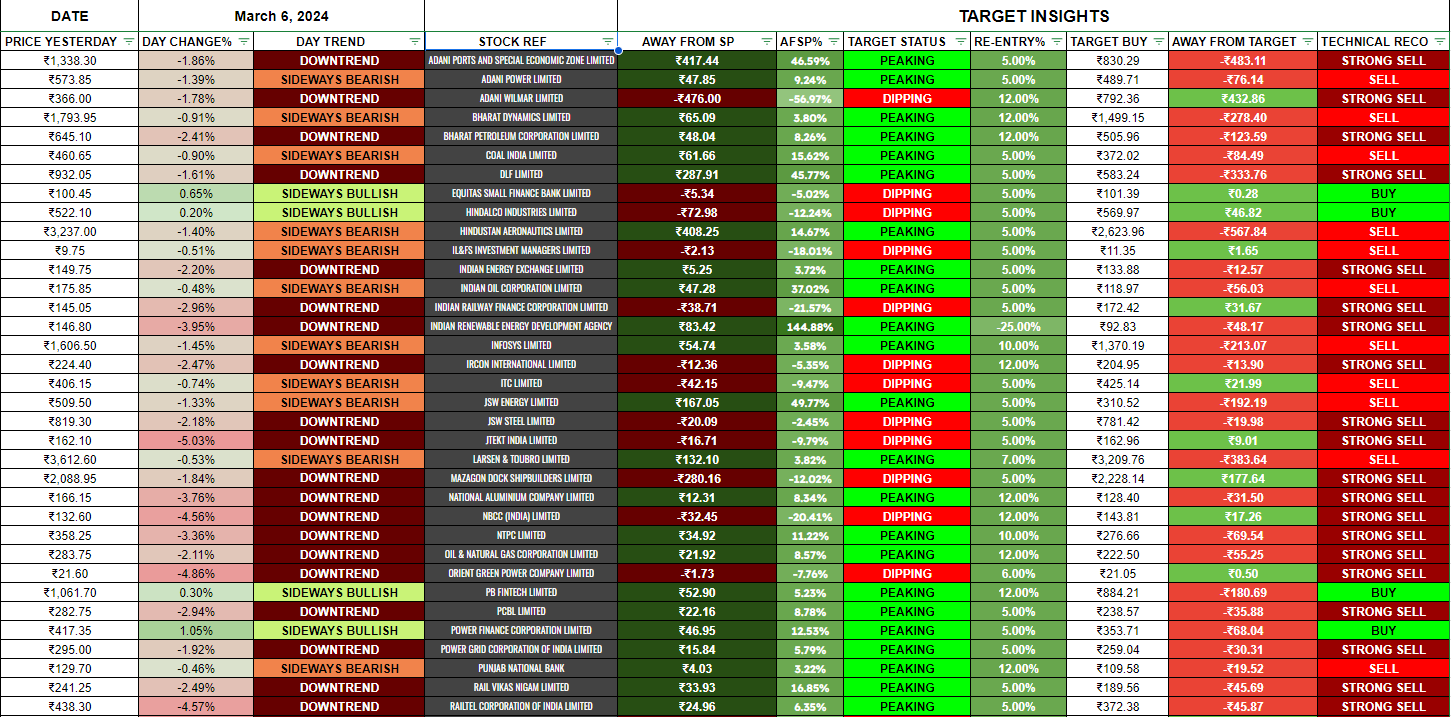 DATE March 6, 2024 TARGET INSIGHTS
PRICE YESTERDAY DAY CHANGE% DAY TREND STOCK REF AWAY FROM SP AFSP% TARGET STATUS RE-ENTRY% TARGET BUY AWAY FROM TARGET TECHNICAL RECO
₹1,338.30 -1.86% DOWNTREND ADANI PORTS AND SPECIAL ECONOMIC ZONE LIMITED ₹417.44 46.59% PEAKING 5.00% ₹830.29 -₹483.11 STRONG SELL
₹573.85 -1.39% SIDEWAYS BEARISH ADANI POWER LIMITED ₹47.85 9.24% PEAKING 5.00% ₹489.71 -₹76.14 SELL
₹366.00 -1.78% DOWNTREND ADANI WILMAR LIMITED -₹476.00 -56.97% DIPPING 12.00% ₹792.36 ₹432.86 STRONG SELL
₹1,793.95 -0.91% SIDEWAYS BEARISH BHARAT DYNAMICS LIMITED ₹65.09 3.80% PEAKING 12.00% ₹1,499.15 -₹278.40 SELL
₹645.10 -2.41% DOWNTREND BHARAT PETROLEUM CORPORATION LIMITED ₹48.04 8.26% PEAKING 12.00% ₹505.96 -₹123.59 STRONG SELL
₹460.65 -0.90% SIDEWAYS BEARISH COAL INDIA LIMITED ₹61.66 15.62% PEAKING 5.00% ₹372.02 -₹84.49 SELL
₹932.05 -1.61% DOWNTREND DLF LIMITED ₹287.91 45.77% PEAKING 5.00% ₹583.24 -₹333.76 STRONG SELL
₹100.45 0.65% SIDEWAYS BULLISH EQUITAS SMALL FINANCE BANK LIMITED -₹5.34 -5.02% DIPPING 5.00% ₹101.39 ₹0.28 BUY
₹522.10 0.20% SIDEWAYS BULLISH HINDALCO INDUSTRIES LIMITED -₹72.98 -12.24% DIPPING 5.00% ₹569.97 ₹46.82 BUY
₹3,237.00 -1.40% SIDEWAYS BEARISH HINDUSTAN AERONAUTICS LIMITED ₹408.25 14.67% PEAKING 5.00% ₹2,623.96 -₹567.84 SELL
₹9.75 -0.51% SIDEWAYS BEARISH IL&FS INVESTMENT MANAGERS LIMITED -₹2.13 -18.01% DIPPING 5.00% ₹11.35 ₹1.65 SELL
₹149.75 -2.20% DOWNTREND INDIAN ENERGY EXCHANGE LIMITED ₹5.25 3.72% PEAKING 5.00% ₹133.88 -₹12.57 STRONG SELL
₹175.85 -0.48% SIDEWAYS BEARISH INDIAN OIL CORPORATION LIMITED ₹47.28 37.02% PEAKING 5.00% ₹118.97 -₹56.03 SELL
₹145.05 -2.96% DOWNTREND INDIAN RAILWAY FINANCE CORPORATION LIMITED -₹38.71 -21.57% DIPPING 5.00% ₹172.42 ₹31.67 STRONG SELL
₹146.80 -3.95% DOWNTREND INDIAN RENEWABLE ENERGY DEVELOPMENT AGENCY ₹83.42 144.88% PEAKING -25.00% ₹92.83 -₹48.17 STRONG SELL
₹1,606.50 -1.45% SIDEWAYS BEARISH INFOSYS LIMITED ₹54.74 3.58% PEAKING 10.00% ₹1,370.19 -₹213.07 SELL
₹224.40 -2.47% DOWNTREND IRCON INTERNATIONAL LIMITED -₹12.36 -5.35% DIPPING 12.00% ₹204.95 -₹13.90 STRONG SELL
₹406.15 -0.74% SIDEWAYS BEARISH ITC LIMITED -₹42.15 -9.47% DIPPING 5.00% ₹425.14 ₹21.99 SELL
₹509.50 -1.33% SIDEWAYS BEARISH JSW ENERGY LIMITED ₹167.05 49.77% PEAKING 5.00% ₹310.52 -₹192.19 SELL
₹819.30 -2.18% DOWNTREND JSW STEEL LIMITED -₹20.09 -2.45% DIPPING 5.00% ₹781.42 -₹19.98 STRONG SELL
₹162.10 -5.03% DOWNTREND JTEKT INDIA LIMITED -₹16.71 -9.79% DIPPING 5.00% ₹162.96 ₹9.01 STRONG SELL
₹3,612.60 -0.53% SIDEWAYS BEARISH LARSEN & TOUBRO LIMITED ₹132.10 3.82% PEAKING 7.00% ₹3,209.76 -₹383.64 SELL
₹2,088.95 -1.84% DOWNTREND MAZAGON DOCK SHIPBUILDERS LIMITED -₹280.16 -12.02% DIPPING 5.00% ₹2,228.14 ₹177.64 STRONG SELL
₹166.15 -3.76% DOWNTREND NATIONAL ALUMINIUM COMPANY LIMITED ₹12.31 8.34% PEAKING 12.00% ₹128.40 -₹31.50 STRONG SELL
₹132.60 -4.56% DOWNTREND NBCC (INDIA) LIMITED -₹32.45 -20.41% DIPPING 12.00% ₹143.81 ₹17.26 STRONG SELL
₹358.25 -3.36% DOWNTREND NTPC LIMITED ₹34.92 11.22% PEAKING 10.00% ₹276.66 -₹69.54 STRONG SELL
₹283.75 -2.11% DOWNTREND OIL & NATURAL GAS CORPORATION LIMITED ₹21.92 8.57% PEAKING 12.00% ₹222.50 -₹55.25 STRONG SELL
₹21.60 -4.86% DOWNTREND ORIENT GREEN POWER COMPANY LIMITED -₹1.73 -7.76% DIPPING 6.00% ₹21.05 ₹0.50 STRONG SELL
₹1,061.70 0.30% SIDEWAYS BULLISH PB FINTECH LIMITED ₹52.90 5.23% PEAKING 12.00% ₹884.21 -₹180.69 BUY
₹282.75 -2.94% DOWNTREND PCBL LIMITED ₹22.16 8.78% PEAKING 5.00% ₹238.57 -₹35.88 STRONG SELL
₹417.35 1.05% SIDEWAYS BULLISH POWER FINANCE CORPORATION LIMITED ₹46.95 12.53% PEAKING 5.00% ₹353.71 -₹68.04 BUY
₹295.00 -1.92% DOWNTREND POWER GRID CORPORATION OF INDIA LIMITED ₹15.84 5.79% PEAKING 5.00% ₹259.04 -₹30.31 STRONG SELL
₹129.70 -0.46% SIDEWAYS BEARISH PUNJAB NATIONAL BANK ₹4.03 3.22% PEAKING 12.00% ₹109.58 -₹19.52 SELL
₹241.25 -2.49% DOWNTREND RAIL VIKAS NIGAM LIMITED ₹33.93 16.85% PEAKING 5.00% ₹189.56 -₹45.69 STRONG SELL
₹438.30 -4.57% DOWNTREND RAILTEL CORPORATION OF INDIA LIMITED ₹24.96 6.35% PEAKING 5.00% ₹372.38 -₹45.87 STRONG SELL